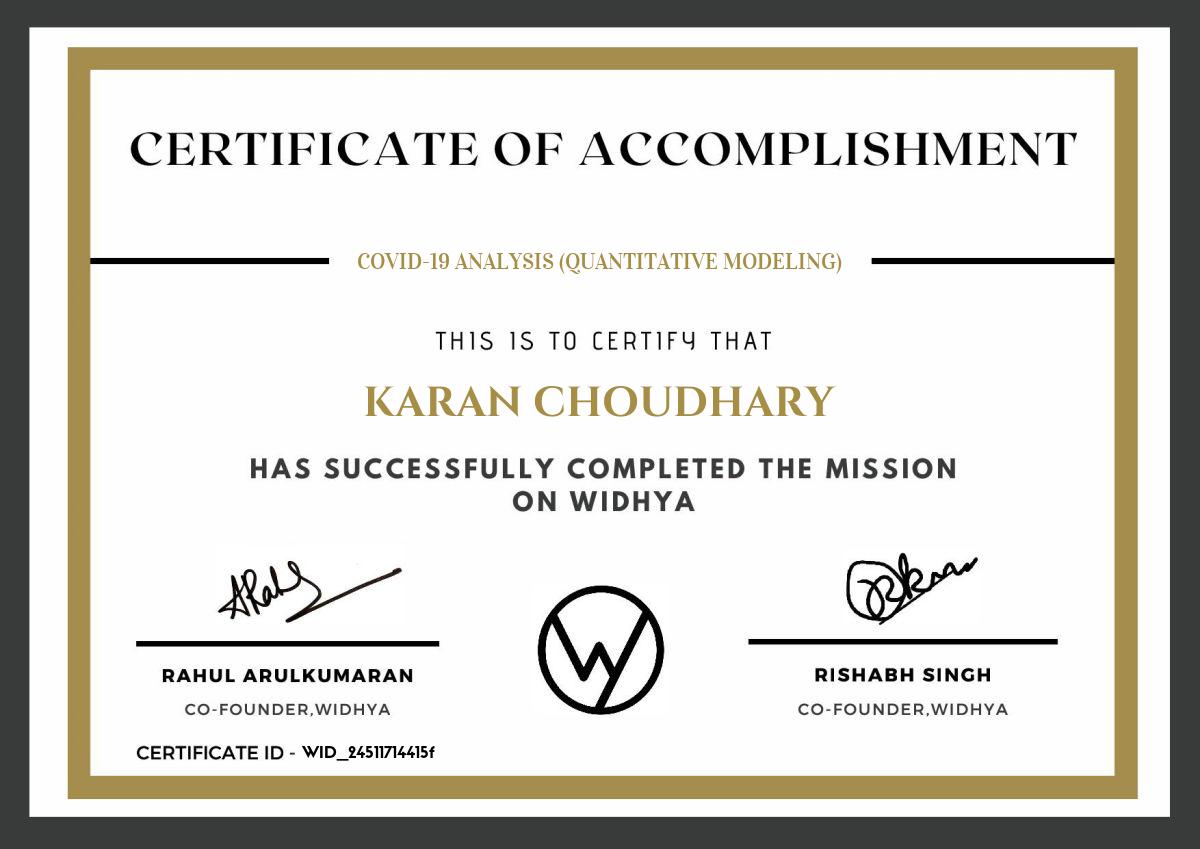 CERTIFICATE OF ACCOMPLISHMENT
COVID-19 ANALYSIS (QUANTITATIVE MODELING)
THIS IS TO CERTIFY THAT
KARAN CHOUDHARY
HAS SUCCESSFULLY COMPLETED THE MISSION
ON WIDHYA
RAHUL ARULKUMARAN
CO-FOUNDER,WIDHYA
RISHABH SINGH
CO-FOUNDER,WIDHYA
CERTIFICATE ID - WID_24511714415f